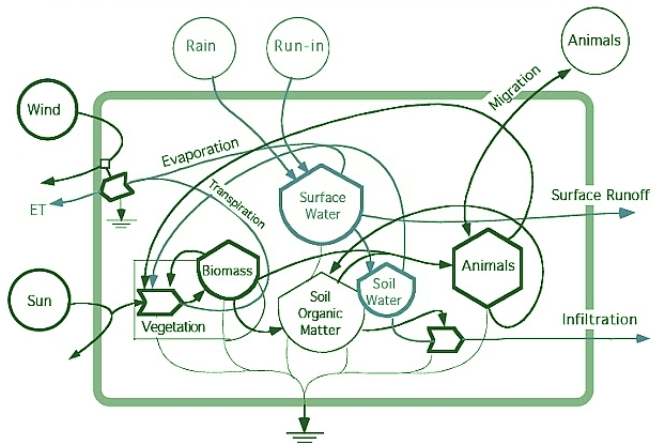 Rain
Run-in
Animals
Wind
Migration
Evaporation
Transpiration
ET
Surface
Water
Surface Runoff
Biomass
Animals
Sun
Soil
Water
Soil
Organic
Matter
Vegetation
Infiltration